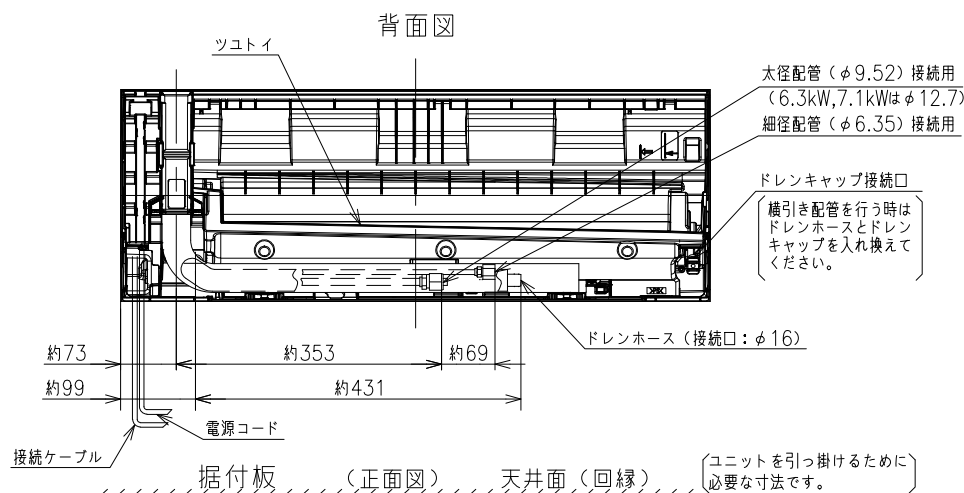 背面図
ツユトイ
太径配管（φ9.52）接続用
（6.3kW,7.1kWはφ12.7）
細径配管（φ6.35）接続用
ドレンキャップ接続口
横引き配管を行う時は
ドレンホースとドレン
キャップを入れ換えて
ください。
ドレンホース（接続口：φ16）
約73
約353
約69
約99
約431
電源コード
接続ケーブル
据付板 （正面図） 天井面（回縁）
ユニットを引っ掛けるために
必要な寸法です。